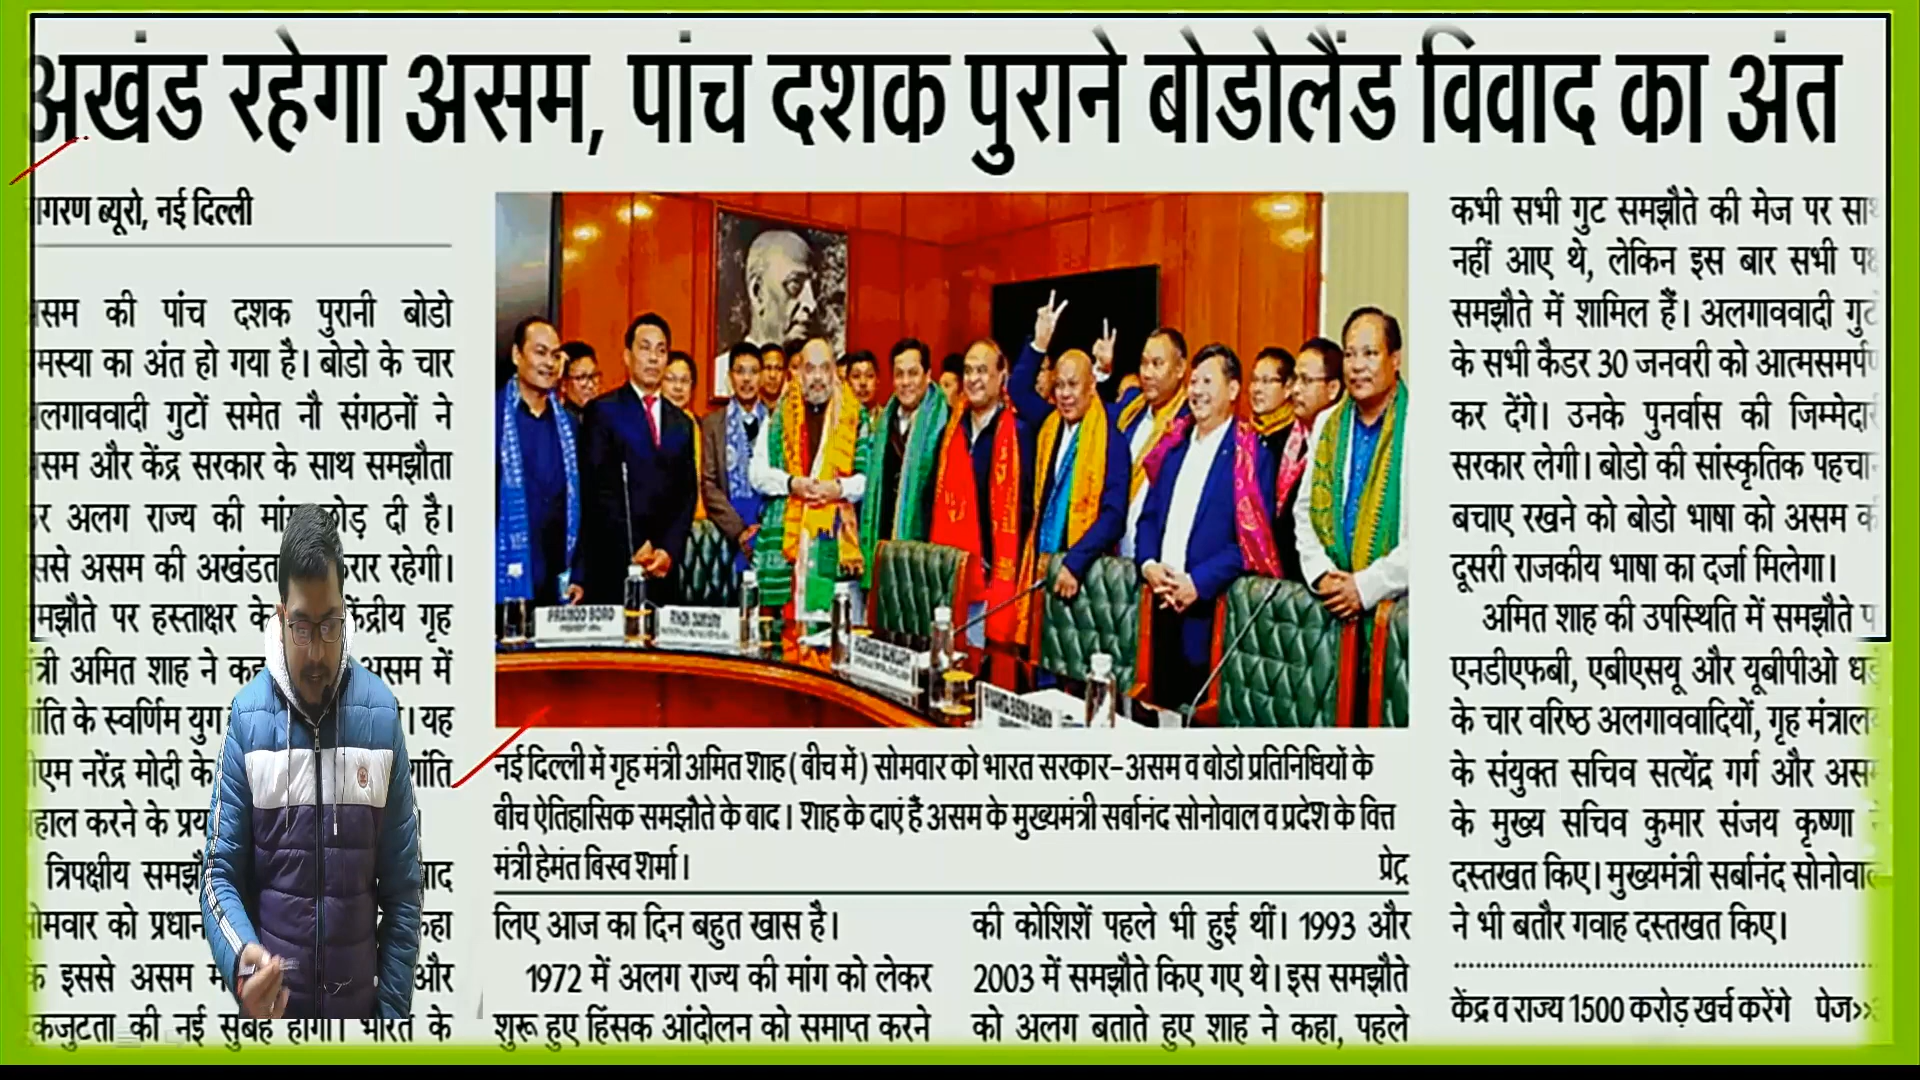 अखंड रहेगा असम, पांच दशक पुराने बोडोलैंड विवाद का अंत
ागरण ब्यूरो, नई दिल्ली
सम की पांच दशक पुरानी बोडो
मस्या का अंत हो गया है। बोडो के चार
लगाववादी गुटों समेत नौ संगठनों ने
सम और केंद्र सरकार के साथ समझौता
र अलग राज्य की छोड़ दी है।
ससे असम की रहेगी।
मझौते पर हस्ताक्षर के केंद्रीय गृह
त्री अमित शाह ने असम में
ांति के स्वर्णिम युग । यह
ीएम नरेंद्र मोदी के
हाल करने के
त्रिपक्षीय
ोमवार को
इससे असम और
कजुटता की नई सुबह होगी। भारत के
नई दिल्ली में गृह मंत्री अमित शाह ( बीच में ) सोमवार को भारत सरकार-असम व बोडो प्रतिनिधियों के
बीच ऐतिहासिक समझौते के बाद। शाह के दाएं हैं असम के मुख्यमंत्री सर्बानंद सोनोवाल व प्रदेश के वित्त
मंत्री हेमंत बिस्व शर्मा। प्रेट्र
लिए आज का दिन बहुत खास है।
1972 में अलग राज्य की मांग को लेकर
शुरू हुए हिंसक आंदोलन को समाप्त करने
की कोशिशें पहले भी हुई थीं। 1993 और
2003 में समझौते किए गए थे। इस समझौते
को अलग बताते हुए शाह ने कहा, पहले
कभी सभी गुट समझौते की मेज पर
नहीं आए थे, लेकिन इस बार सभी
समझौते में शामिल हैं। अलगाववादी
के सभी कैडर 30 जनवरी को आत्मसमर्प
कर देंगे। उनके पुनर्वास की जिम्मेदार
सरकार लेगी। बोडो की सांस्कृतिक पहचा
बचाए रखने को बोडो भाषा को असम
दूसरी राजकीय भाषा का दर्जा मिलेगा।
अमित शाह की उपस्थिति में समझौते प
एनडीएफबी, एबीएसयू और यूबीपीओ
के चार वरिष्ठ अलगाववादियों, गृह मंत्राल
के संयुक्त सचिव सत्येंद्र गर्ग और अस
के मुख्य सचिव कुमार संजय कृष्णा
दस्तखत किए। मुख्यमंत्री सर्बानंद सोनोवाल
ने भी बतौर गवाह दस्तखत किए।
केंद्र व राज्य 1500 करोड़ खर्च करेंगे पेज>>